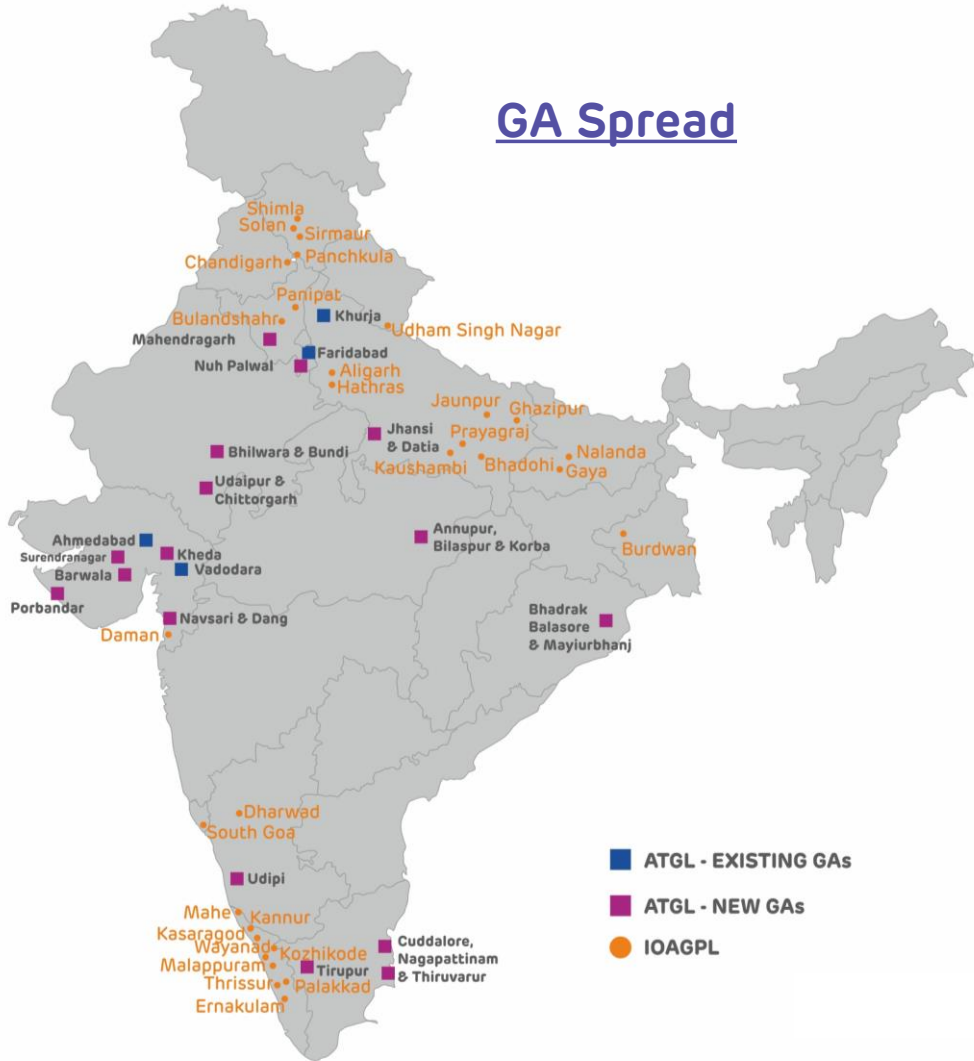 GA Spread
Shimla
Solan
Sirmaur
Panchkula
Chandigarh
Panipat
Khurja
Bulandshahr
Udham Singh Nagar
Mahendragarh
Faridabad
Nuh Palwal
Aligarh
Hathras
Jaunpur
Ghazipur
Jhansi
& Datia
Prayagraj
Bhilwara & Bundi
Nalanda
Kaushambi
Bhadohi
Gaya
Udaipur &
Chittorgarh
Annupur,
Bilaspur & Korba
Ahmedabad
Burdwan
Surendranagar
Kheda
Barwala
Vadodara
Porbandar
Navsari & Dang
Bhadrak
Balasore
& Mayiurbhanj
Daman
Dharwad
South Goa
ATGL - EXISTING GAs
Udipi
ATGL - NEW GAs
Mahe
Kannur
Kasaragod
Wayanad
Kozhikode
Cuddalore,
Nagapattinam
& Thiruvarur
IOAGPL
Malappuram
Tirupur
Thrissur
Palakkad
Ernakulam